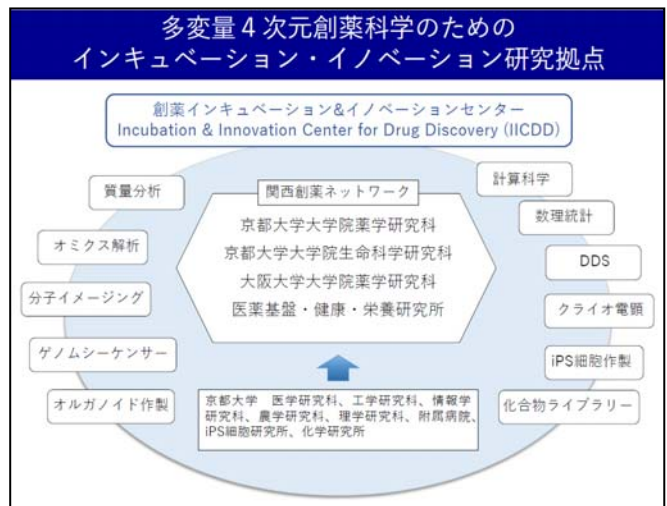 多変量４次元創薬科学のための
インキュベーション・イノベーション研究拠点
創薬インキュベーション&イノベーションセンター
Incubation & Innovation Center for Drug Discovery (IICDD)
質量分析
オミクス解析
分子イメージング
ゲノムシーケンサー
オルガノイド作製
関西創薬ネットワーク
京都大学大学院薬学研究科
京都大学大学院生命科学研究科
大阪大学大学院薬学研究科
医薬基盤・健康・栄養研究所
京都大学　医学研究科、工学研究科、情報学
研究科、農学研究科、理学研究科、附属病院、
iPS細胞研究所、化学研究所
計算科学
数理統計
DDS
クライオ電顕
iPS細胞作製
化合物ライブラリー